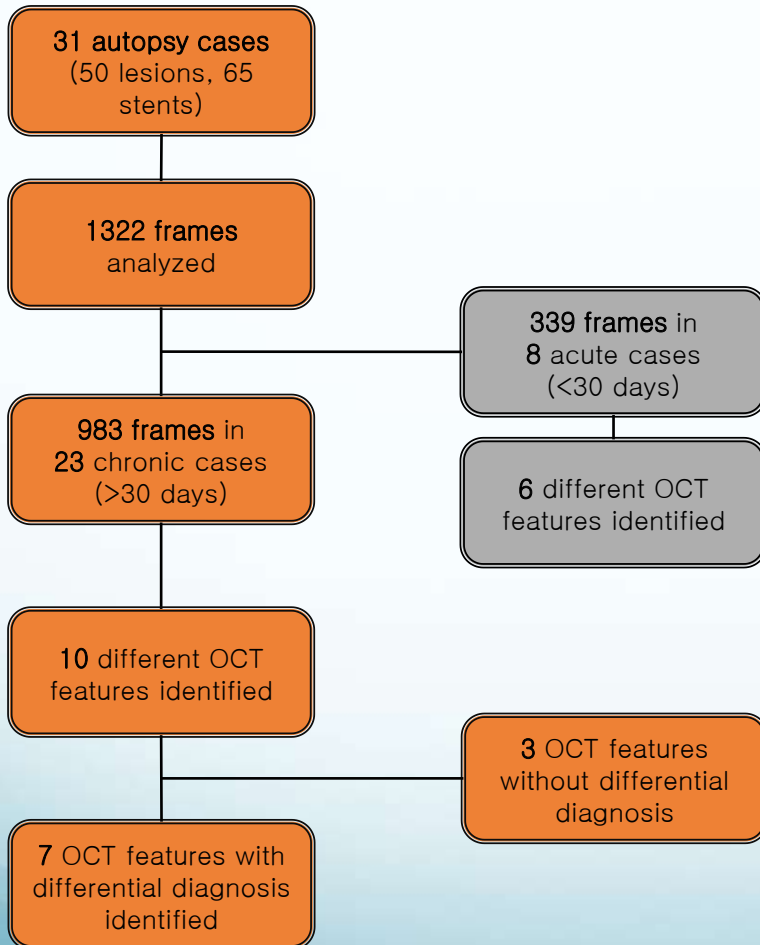 31 autopsy cases
(50 lesions, 65
stents)
1322 frames
analyzed
339 frames in
8 acute cases
(<30 days)
983 frames in
23 chronic cases
(>30 days)
6 different OCT
features identified
10 different OCT
features identified
3 OCT features
without differential
diagnosis
7 OCT features with
differential diagnosis
identified